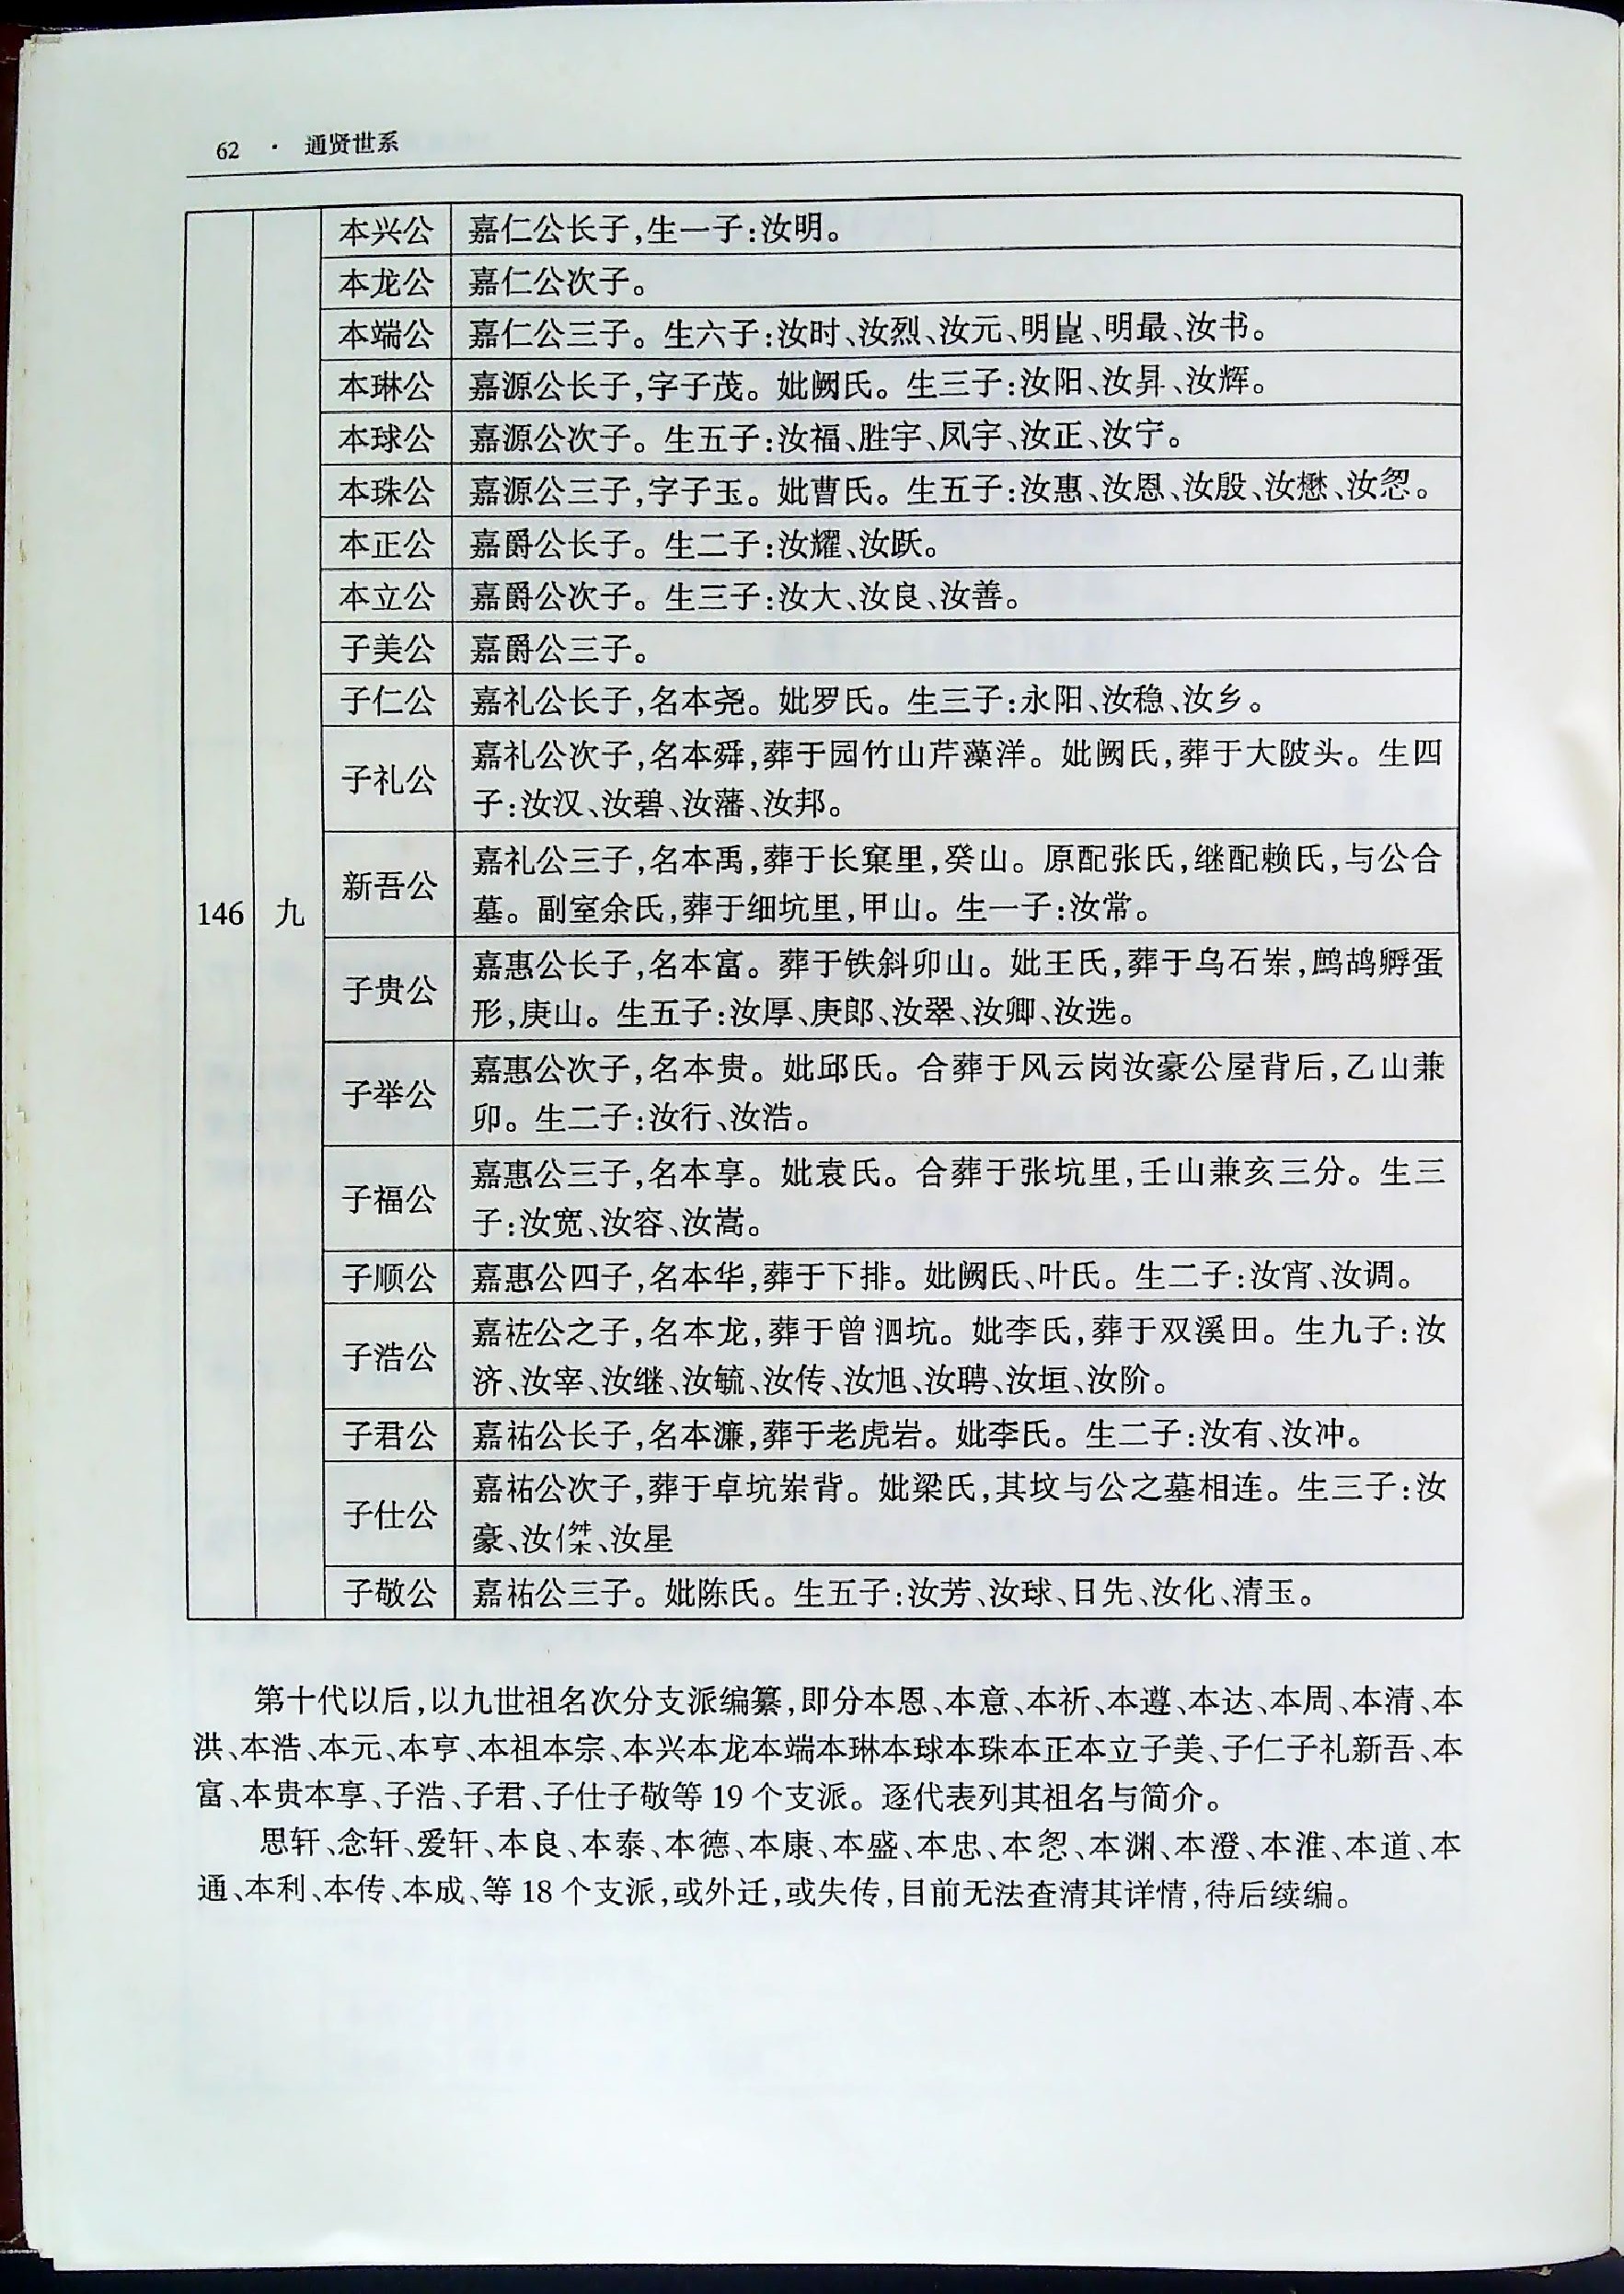 62 · 通贤世系
本兴公 嘉仁公长子,生一子:汝明。
本龙公 嘉仁公次子。
本端公 嘉仁公三子。生六子:汝时、汝烈、汝元、明崑、明最、汝书。
本琳公 嘉源公长子,字子茂。妣阙氏。生三子:汝阳、汝昇、汝辉。
本球公 嘉源公次子。生五子:汝福、胜宇、凤宇、汝正、汝宁。
本珠公 嘉源公三子,字子玉。妣曹氏。生五子:汝惠、汝恩、汝殷、汝懋、汝恕。
本正公 嘉爵公长子。生二子:汝耀、汝跃。
本立公 嘉爵公次子。生三子:汝大、汝良、汝善。
子美公 嘉爵公三子。
子仁公 嘉礼公长子,名本尧。妣罗氏。生三子:永阳、汝稳、汝乡。
子礼公 嘉礼公次子,名本舜,葬于园竹山芹藻洋。妣阙氏,葬于大陂头。生四
子:汝汉、汝碧、汝藩、汝邦。
新吾公 嘉礼公三子,名本禹,葬于长窠里,癸山。原配张氏,继配赖氏,与公合
墓。副室余氏,葬于细坑里,甲山。生一子:汝常。
146 九
子贵公 嘉惠公长子,名本富。葬于铁斜卯山。妣王氏,葬于乌石岽,鹧鸪孵蛋
形,庚山。生五子:汝厚、庚郎、汝翠、汝卿、汝选。
子举公 嘉惠公次子,名本贵。妣邱氏。合葬于风云岗汝豪公屋背后,乙山兼
卯。生二子:汝行、汝浩。
子福公 嘉惠公三子,名本享。妣袁氏。合葬于张坑里,壬山兼亥三分。生三
子:汝宽、汝容、汝嵩。
子顺公 嘉惠公四子,名本华,葬于下排。妣阙氏、叶氏。生二子:汝宵、汝调。
子浩公 嘉祛公之子,名本龙,葬于曾泗坑。妣李氏,葬于双溪田。生九子:汝
济、汝宰、汝继、汝毓、汝传、汝旭、汝聘、汝垣、汝阶。
子君公 嘉祐公长子,名本濂,葬于老虎岩。妣李氏。生二子:汝有、汝冲。
子仕公 嘉祐公次子,葬于卓坑岽背。妣梁氏,其坟与公之墓相连。生三子:汝
豪、汝傑、汝星
子敬公 嘉祐公三子。妣陈氏。生五子:汝芳、汝球、日先、汝化、清玉。
第十代以后,以九世祖名次分支派编纂,即分本恩、本意、本祈、本遵、本达、本周、本清、本
洪、本浩、本元、本亨、本祖本宗、本兴本龙本端本琳本球本珠本正本立子美、子仁子礼新吾、本
富、本贵本享、子浩、子君、子仕子敬等 19 个支派。逐代表列其祖名与简介。
思轩、念轩、爱轩、本良、本泰、本德、本康、本盛、本忠、本恕、本渊、本澄、本淮、本道、本
通、本利、本传、本成、等 18 个支派,或外迁,或失传,目前无法查清其详情,待后续编。